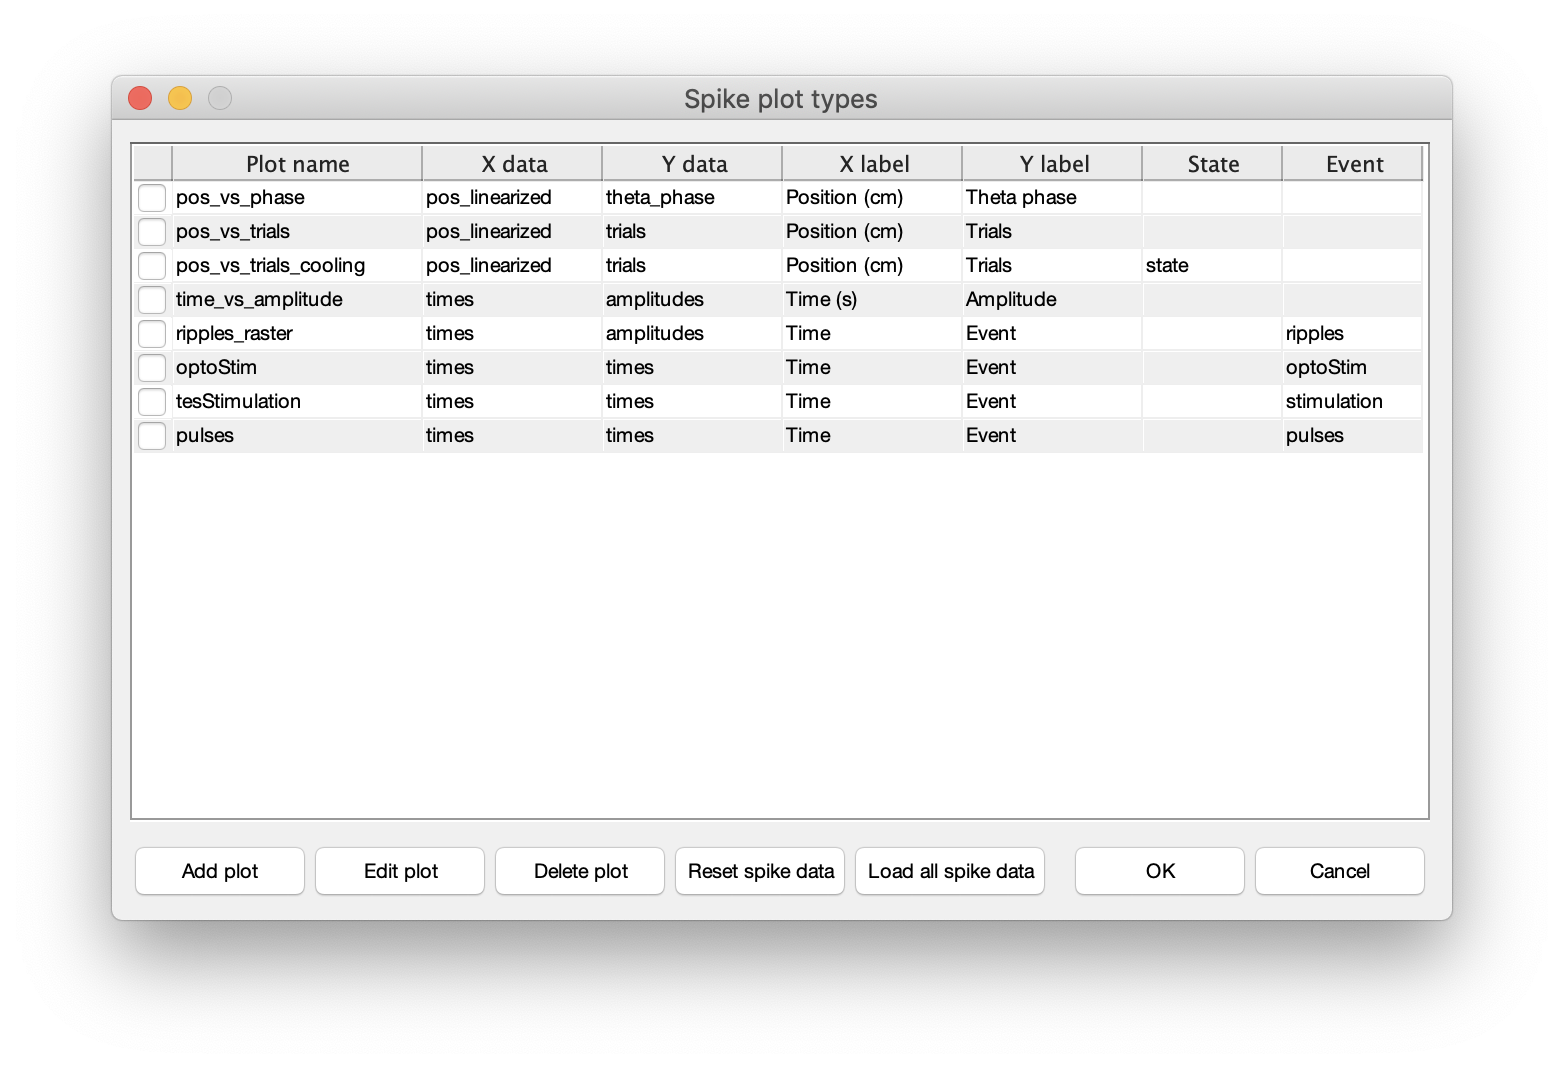 Spike plot types
Plot name X data Y data X label Y label State Event
pos_vs_phase pos_linearized theta_phase Position (cm) Theta phase
pos_vs_trials pos_linearized trials Position (cm) Trials
pos_vs_trials_cooling pos_linearized trials Position (cm) Trials state
time_vs_amplitude times amplitudes Time (s) Amplitude
ripples_raster times amplitudes Time Event ripples
optoStim times times Time Event optoStim
tesStimulation times times Time Event stimulation
pulses times times Time Event pulses
Add plot Edit plot Delete plot Reset spike data Load all spike data OK Cancel